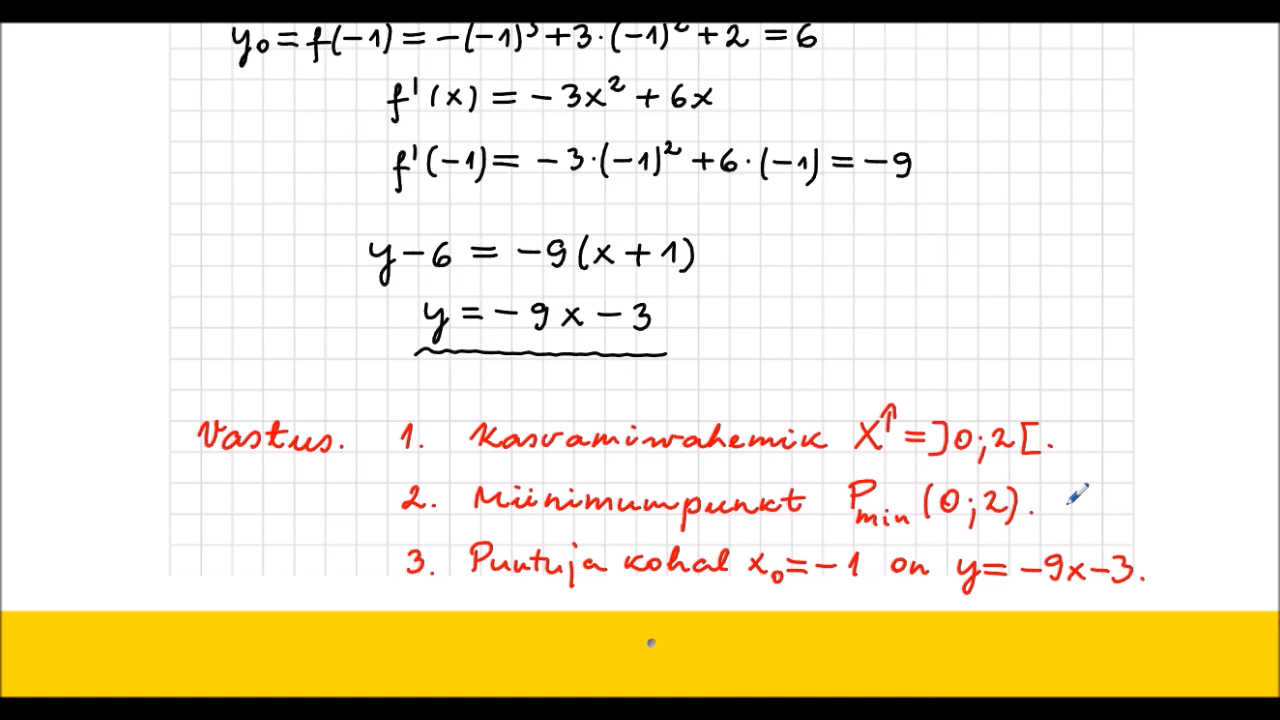 y₀ = f(-1) = -(-1)³ + 3·(-1)² + 2 = 6
f'(x) = -3x² + 6x
f'(-1) = -3·(-1)² + 6·(-1) = -9
y - 6 = -9(x + 1)
y = -9x - 3
Vastus. 1. Kasvamivahemik X↑ = ]0;2[.
2. Miinimumpunkt Pmin (0;2).
3. Puutuja kohal x₀ = -1 on y = -9x - 3.